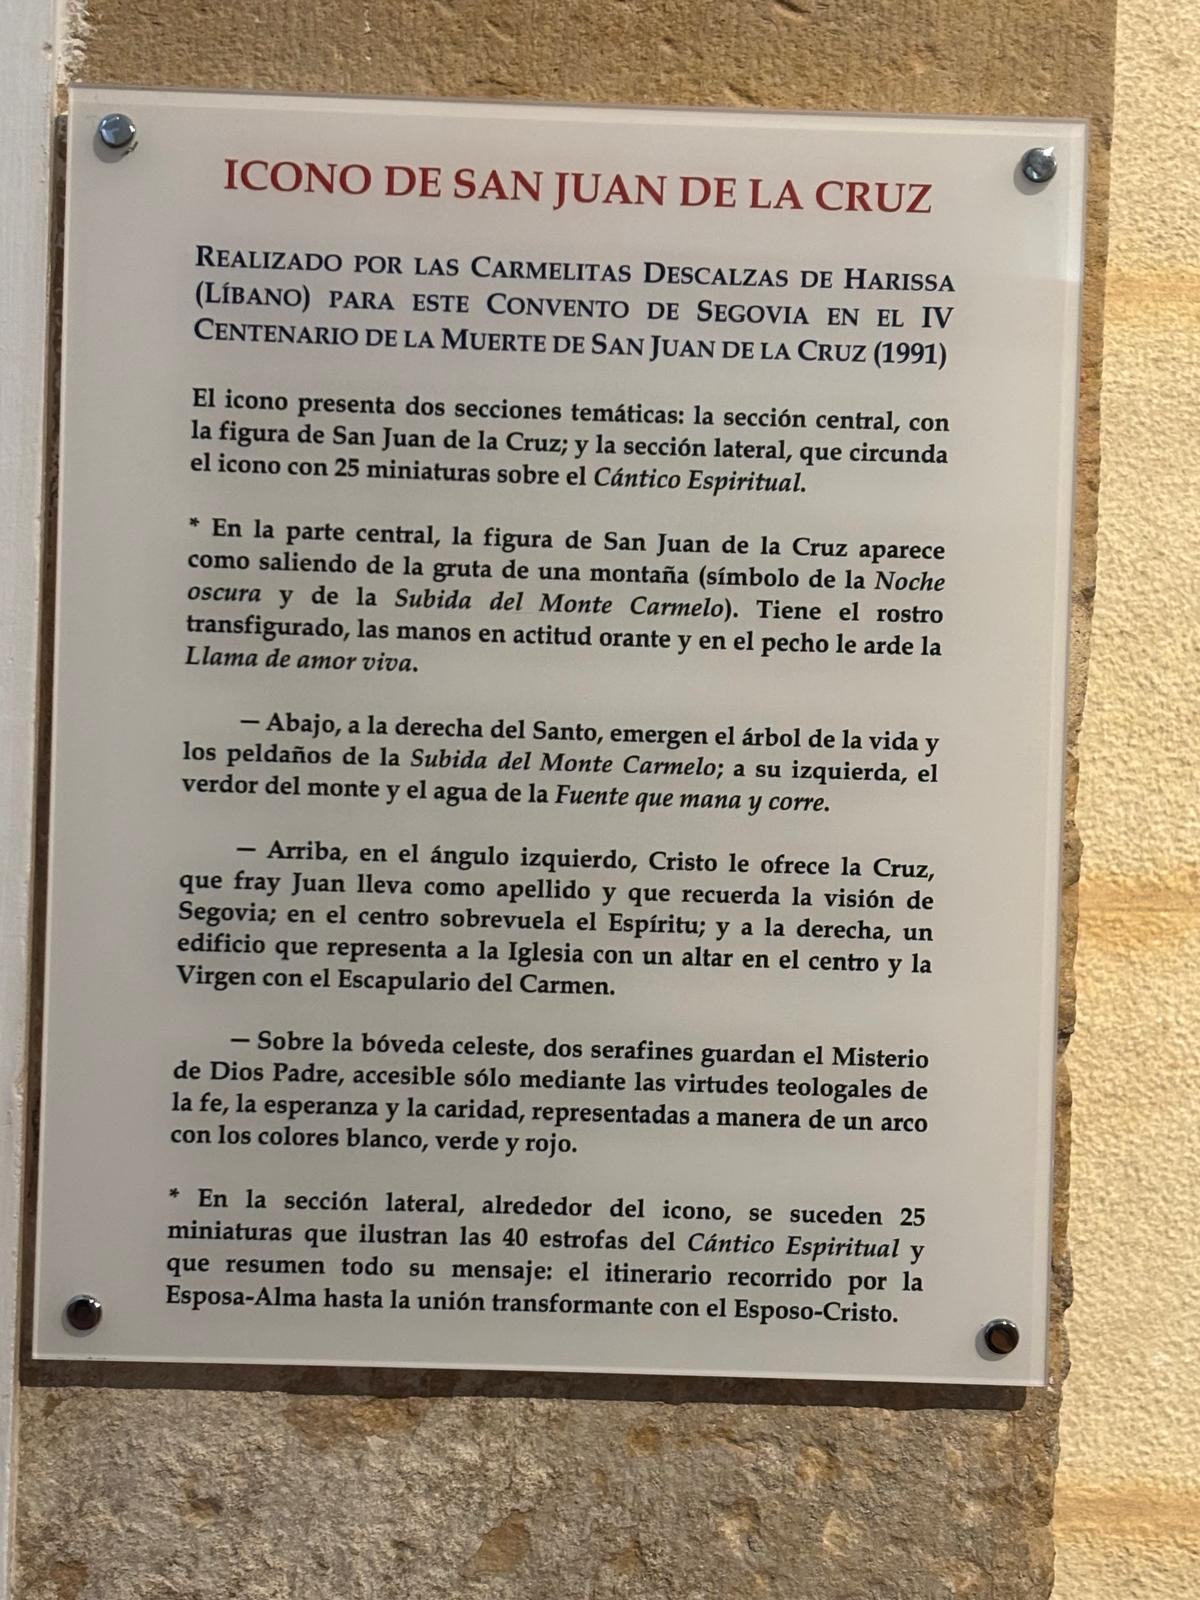 ICONO DE SAN JUAN DE LA CRUZ
REALIZADO POR LAS CARMELITAS DESCALZAS DE HARISSA
(LÍBANO) PARA ESTE CONVENTO DE SEGOVIA EN EL IV
CENTENARIO DE LA MUERTE DE SAN JUAN DE LA CRUZ (1991)
El icono presenta dos secciones temáticas: la sección central, con
la figura de San Juan de la Cruz; y la sección lateral, que circunda
el icono con 25 miniaturas sobre el Cántico Espiritual.
* En la parte central, la figura de San Juan de la Cruz aparece
como saliendo de la gruta de una montaña (símbolo de la Noche
oscura y de la Subida del Monte Carmelo). Tiene el rostro
transfigurado, las manos en actitud orante y en el pecho le arde la
Llama de amor viva.
— Abajo, a la derecha del Santo, emergen el árbol de la vida y
los peldaños de la Subida del Monte Carmelo; a su izquierda, el
verdor del monte y el agua de la Fuente que mana y corre.
— Arriba, en el ángulo izquierdo, Cristo le ofrece la Cruz,
que fray Juan lleva como apellido y que recuerda la visión de
Segovia; en el centro sobrevuela el Espíritu; y a la derecha, un
edificio que representa a la Iglesia con un altar en el centro y la
Virgen con el Escapulario del Carmen.
— Sobre la bóveda celeste, dos serafines guardan el Misterio
de Dios Padre, accesible sólo mediante las virtudes teologales de
la fe, la esperanza y la caridad, representadas a manera de un arco
con los colores blanco, verde y rojo.
* En la sección lateral, alrededor del icono, se suceden 25
miniaturas que ilustran las 40 estrofas del Cántico Espiritual y
que resumen todo su mensaje: el itinerario recorrido por la
Esposa-Alma hasta la unión transformante con el Esposo-Cristo.